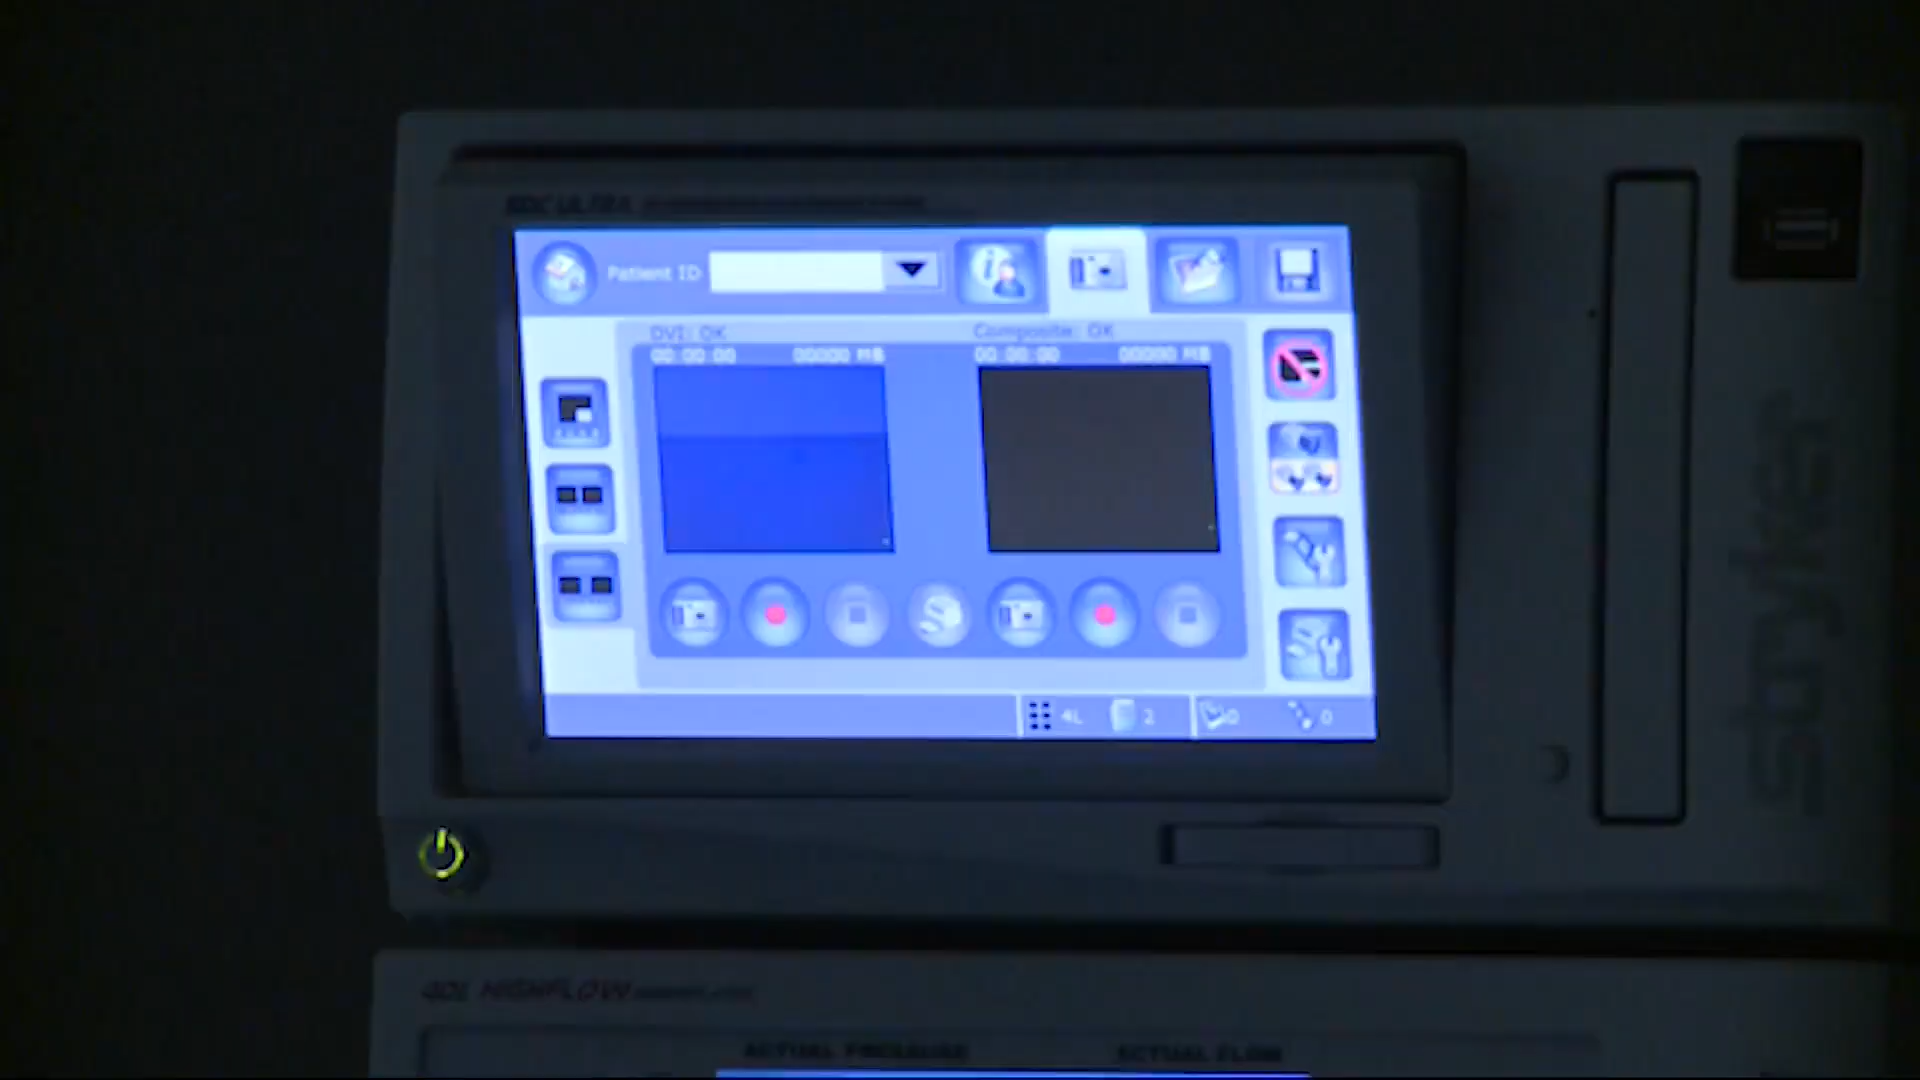 SDC ULTRA
Patient ID
DVI: OK
Composite: OK
00:00:00 00000 MB
00:00:00 00000 MB
4L 2 0 0
stryker
40L HIGHFLOW
ACTUAL PRESSURE
ACTUAL FLOW